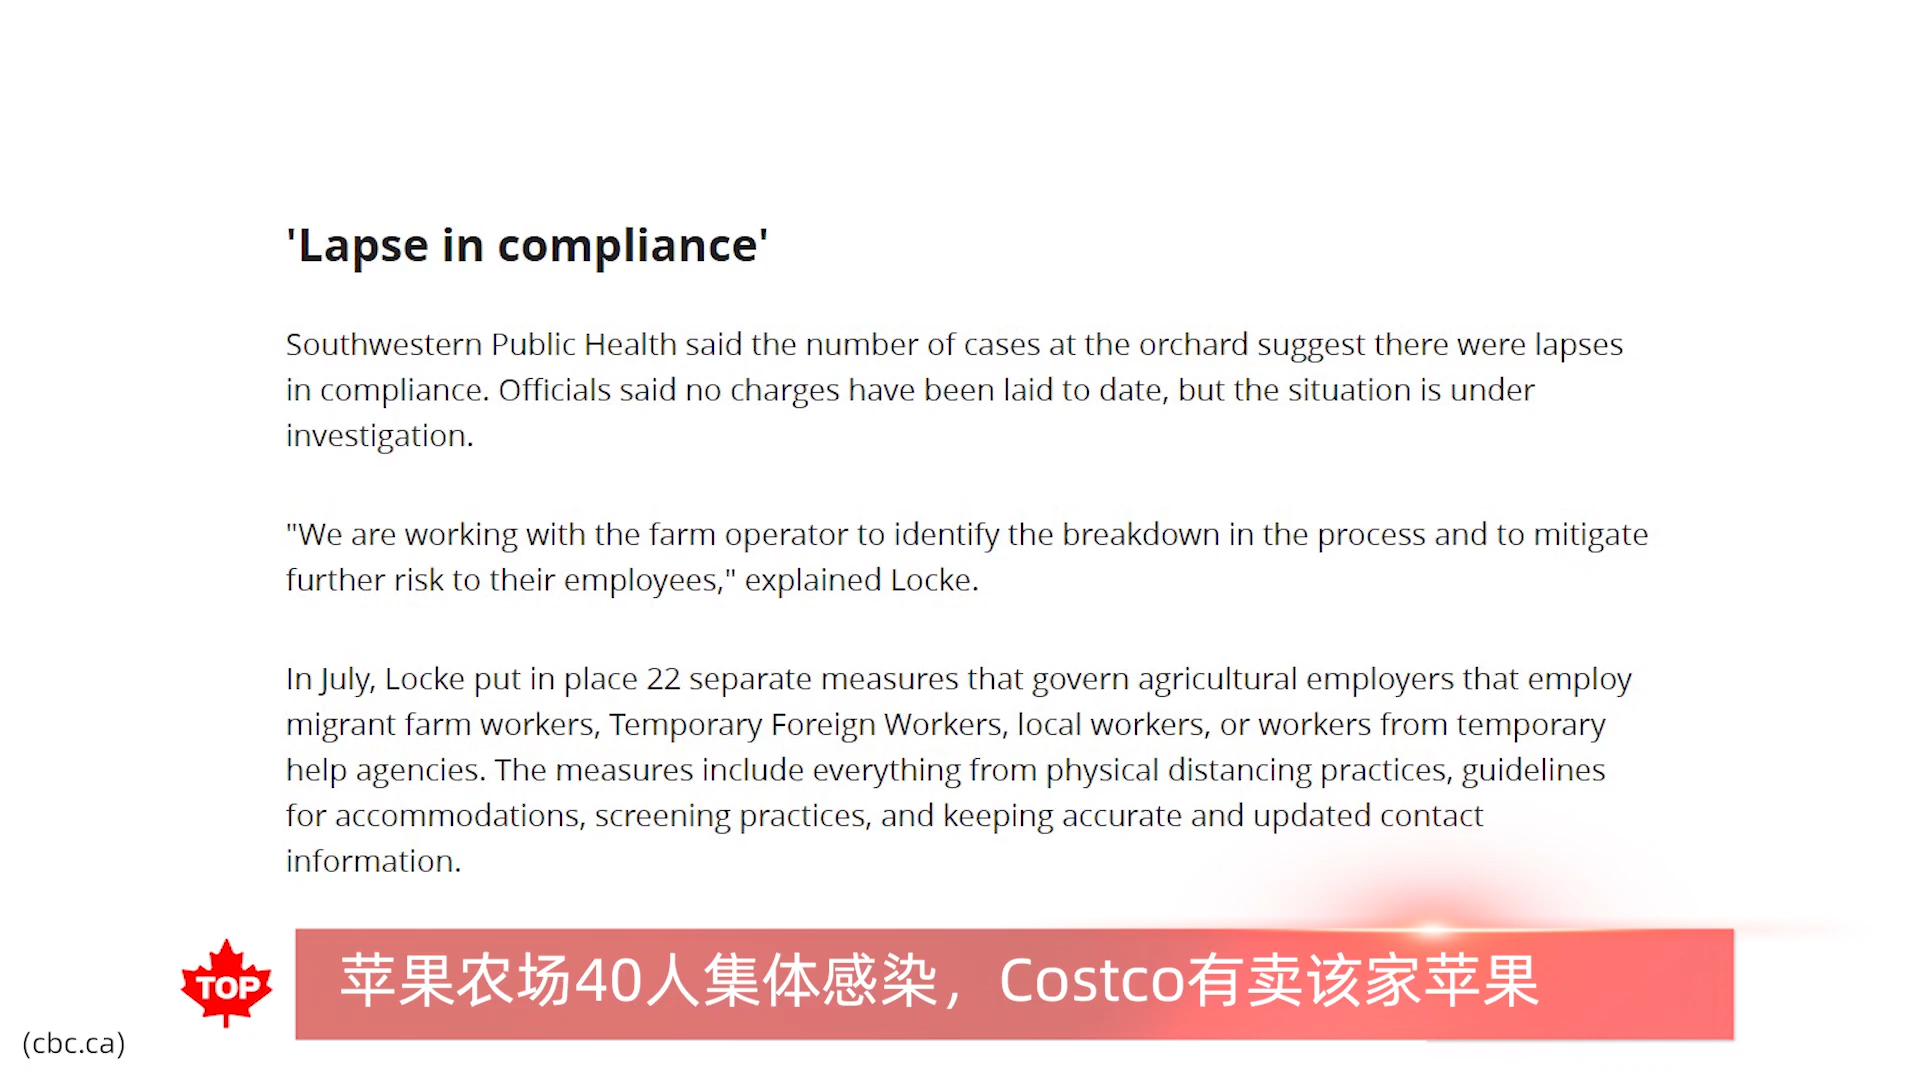 'Lapse in compliance'
Southwestern Public Health said the number of cases at the orchard suggest there were lapses
in compliance. Officials said no charges have been laid to date, but the situation is under
investigation.
"We are working with the farm operator to identify the breakdown in the process and to mitigate
further risk to their employees," explained Locke.
In July, Locke put in place 22 separate measures that govern agricultural employers that employ
migrant farm workers, Temporary Foreign Workers, local workers, or workers from temporary
help agencies. The measures include everything from physical distancing practices, guidelines
for accommodations, screening practices, and keeping accurate and updated contact
information.
TOP
苹果农场40人集体感染，Costco有卖该家苹果
(cbc.ca)